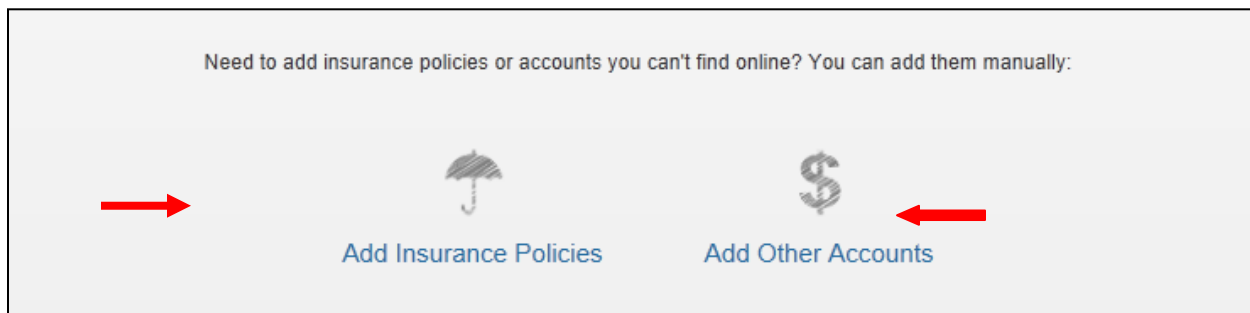 Need to add insurance policies or accounts you can't find online? You can add them manually:
Add Insurance Policies
Add Other Accounts